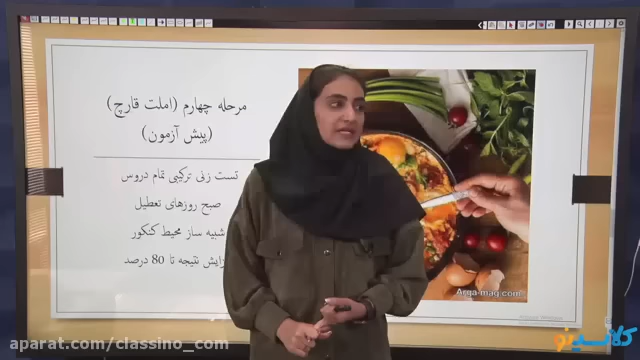 مرحله چهارم (املت قارچ)
(پیش آزمون)
تست زنی ترکیبی تمام دروس
صبح روزهای تعطیل
شبیه ساز محیط کنکور
نتیجه تا 80 درصد
Arga-mag.com
aparat.com/classino_com
کلاسینو